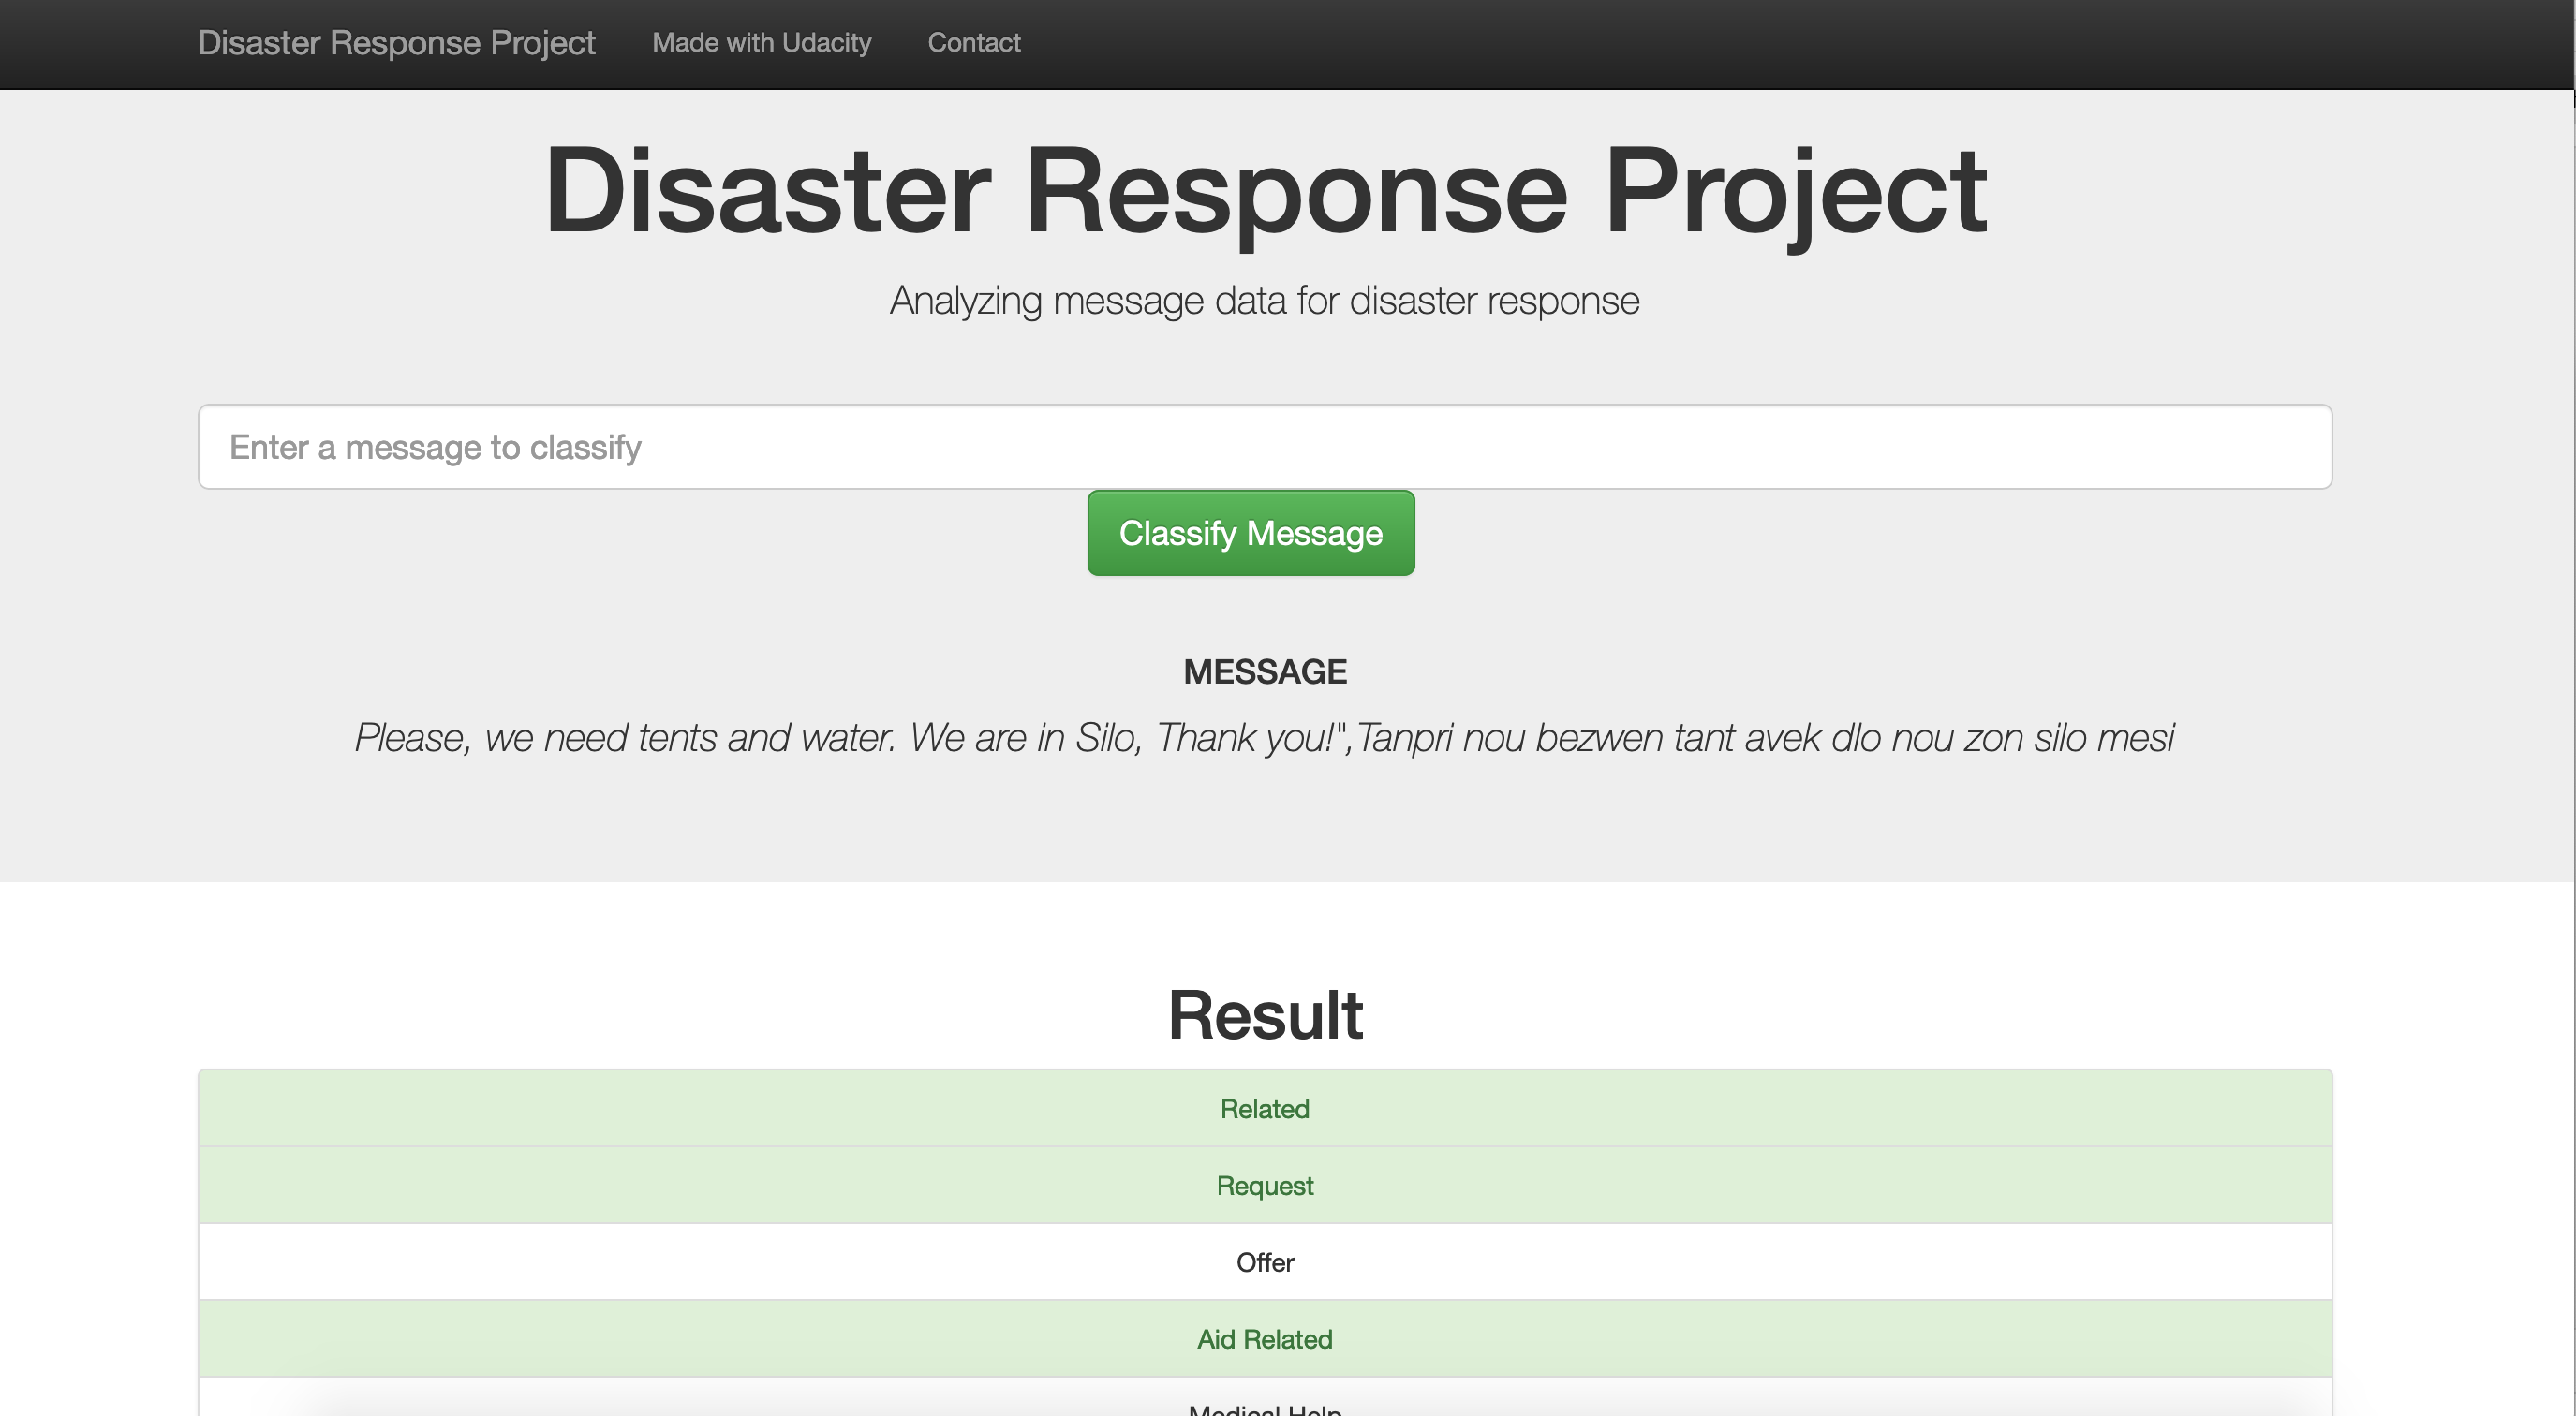 Disaster Response Project Made with Udacity Contact
Disaster Response Project
Analyzing message data for disaster response
Enter a message to classify
Classify Message
MESSAGE
Please, we need tents and water. We are in Silo, Thank you!",Tanpri nou bezwen tant avek dlo nou zon silo mesi
Result
Related
Request
Offer
Aid Related
Medical Help